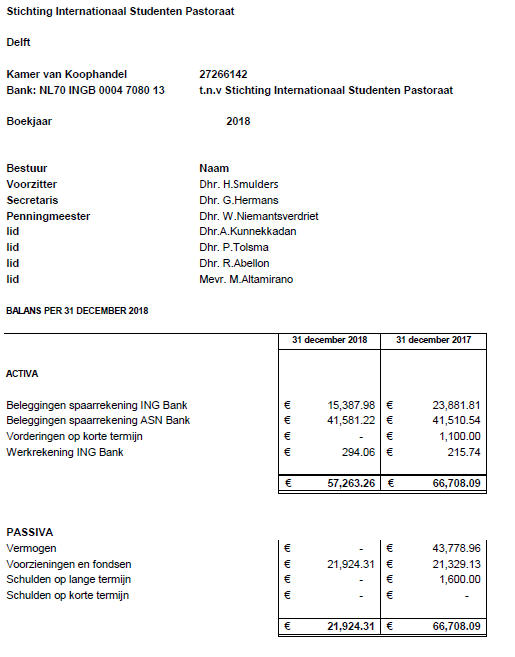 Stichting Internationaal Studenten Pastoraat
Delft
Kamer van Koophandel 27266142
Bank: NL70 INGB 0004 7080 13 t.n.v Stichting Internationaal Studenten Pastoraat
Boekjaar 2018
Bestuur Naam
Voorzitter Dhr. H.Smulders
Secretaris Dhr. G.Hermans
Penningmeester Dhr. W.Niemantsverdriet
lid Dhr.A.Kunnekkadan
lid Dhr. P.Tolsma
lid Dhr. R.Abellon
lid Mevr. M.Altamirano
BALANS PER 31 DECEMBER 2018
31 december 2018 31 december 2017
ACTIVA
Beleggingen spaarrekening ING Bank € 15,387.98 € 23,881.81
Beleggingen spaarrekening ASN Bank € 41,581.22 € 41,510.54
Vorderingen op korte termijn € - € 1,100.00
Werkrekening ING Bank € 294.06 € 215.74
€ 57,263.26 € 66,708.09
PASSIVA
Vermogen € - € 43,778.96
Voorzieningen en fondsen € 21,924.31 € 21,329.13
Schulden op lange termijn € - € 1,600.00
Schulden op korte termijn € - € -
€ 21,924.31 € 66,708.09